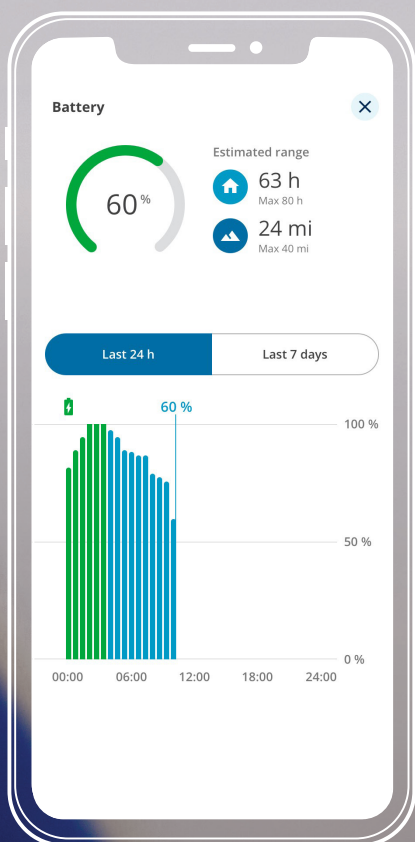 Battery
60 %
Estimated range
63 h
Max 80 h
24 mi
Max 40 mi
Last 24 h
Last 7 days
60 %
100 %
50 %
0 %
00:00 06:00 12:00 18:00 24:00